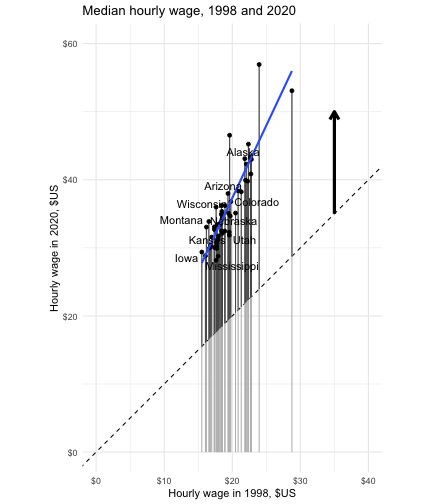 Median hourly wage, 1998 and 2020
$60
Alaska
$40
Arizona
Wisconsin
Colorado
Montana
Nebraska
Kansas
Utah
Iowa
Mississippi
$20
$0
$0
$20
$30
$40
Hourly wage in 2020, $US
Hourly wage in 1998, $US